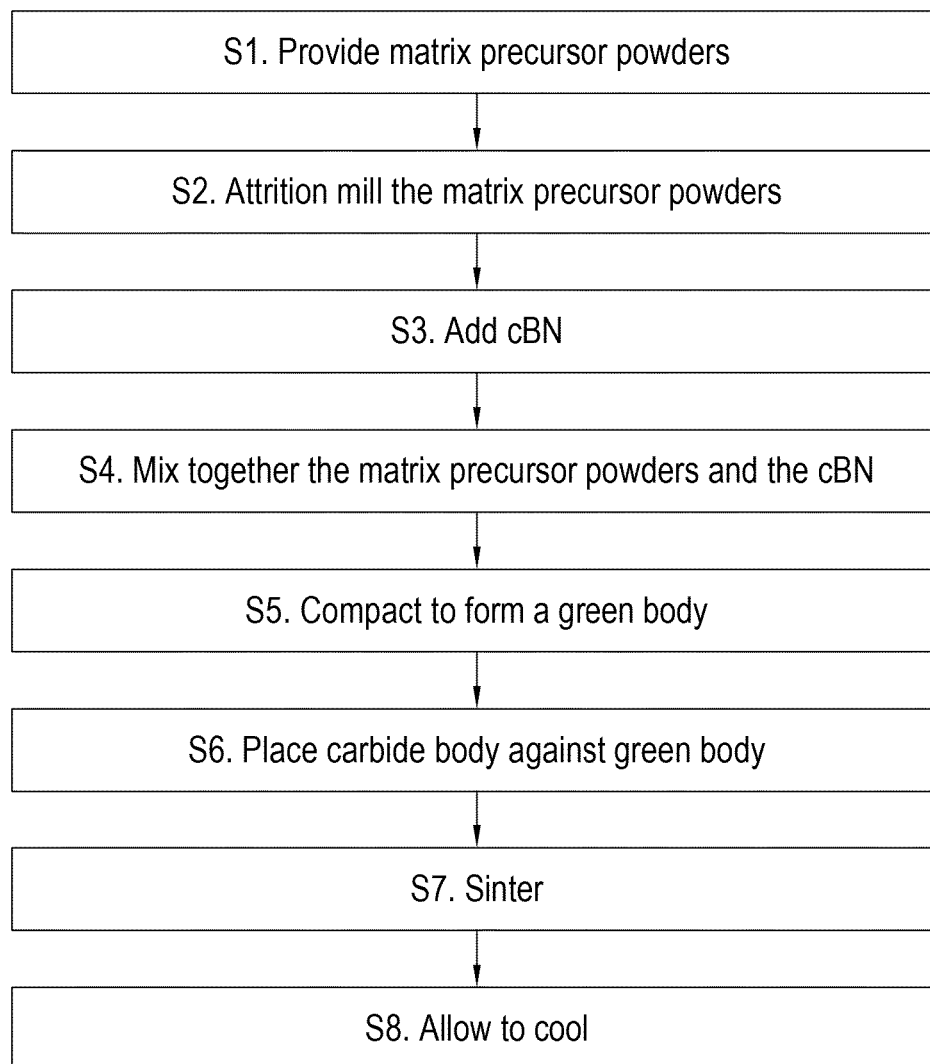 S1. Provide matrix precursor powders
S2. Attrition mill the matrix precursor powders
S3. Add cBN
S4. Mix together the matrix precursor powders and the cBN
S5. Compact to form a green body
S6. Place carbide body against green body
S7. Sinter
S8. Allow to cool